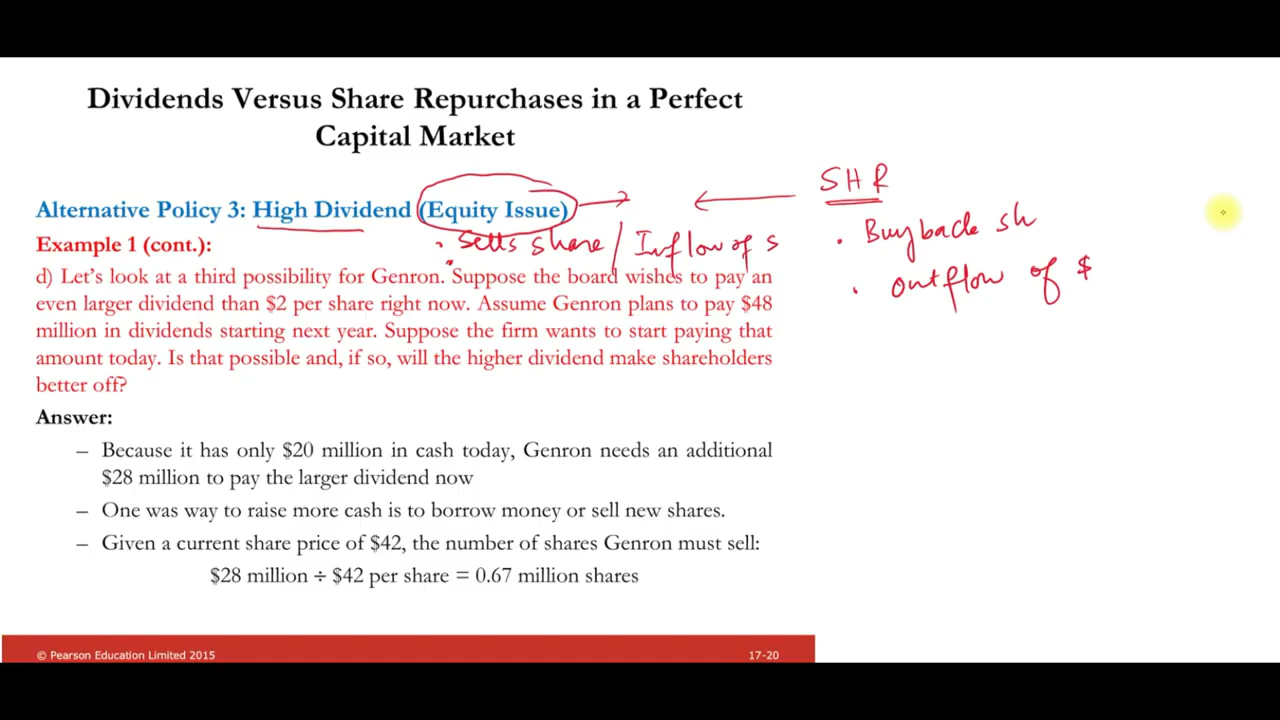 Dividends Versus Share Repurchases in a Perfect
Capital Market
SHR
Alternative Policy 3: High Dividend (Equity Issue)
• Buyback sh
Example 1 (cont.):
• Sells share / Inflow of $
• outflow of $
d) Let's look at a third possibility for Genron. Suppose the board wishes to pay an
even larger dividend than $2 per share right now. Assume Genron plans to pay $48
million in dividends starting next year. Suppose the firm wants to start paying that
amount today. Is that possible and, if so, will the higher dividend make shareholders
better off?
Answer:
– Because it has only $20 million in cash today, Genron needs an additional
$28 million to pay the larger dividend now
– One was way to raise more cash is to borrow money or sell new shares.
– Given a current share price of $42, the number of shares Genron must sell:
$28 million ÷ $42 per share = 0.67 million shares
© Pearson Education Limited 2015
17-20